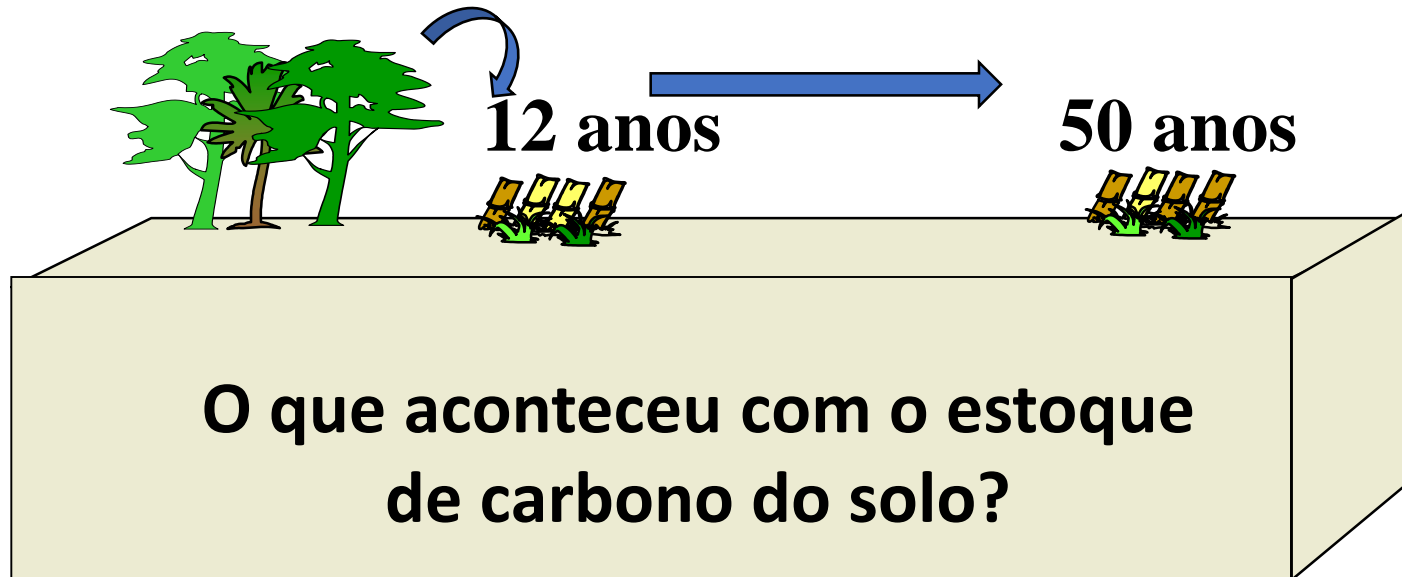 12 anos
50 anos
O que aconteceu com o estoque
de carbono do solo?